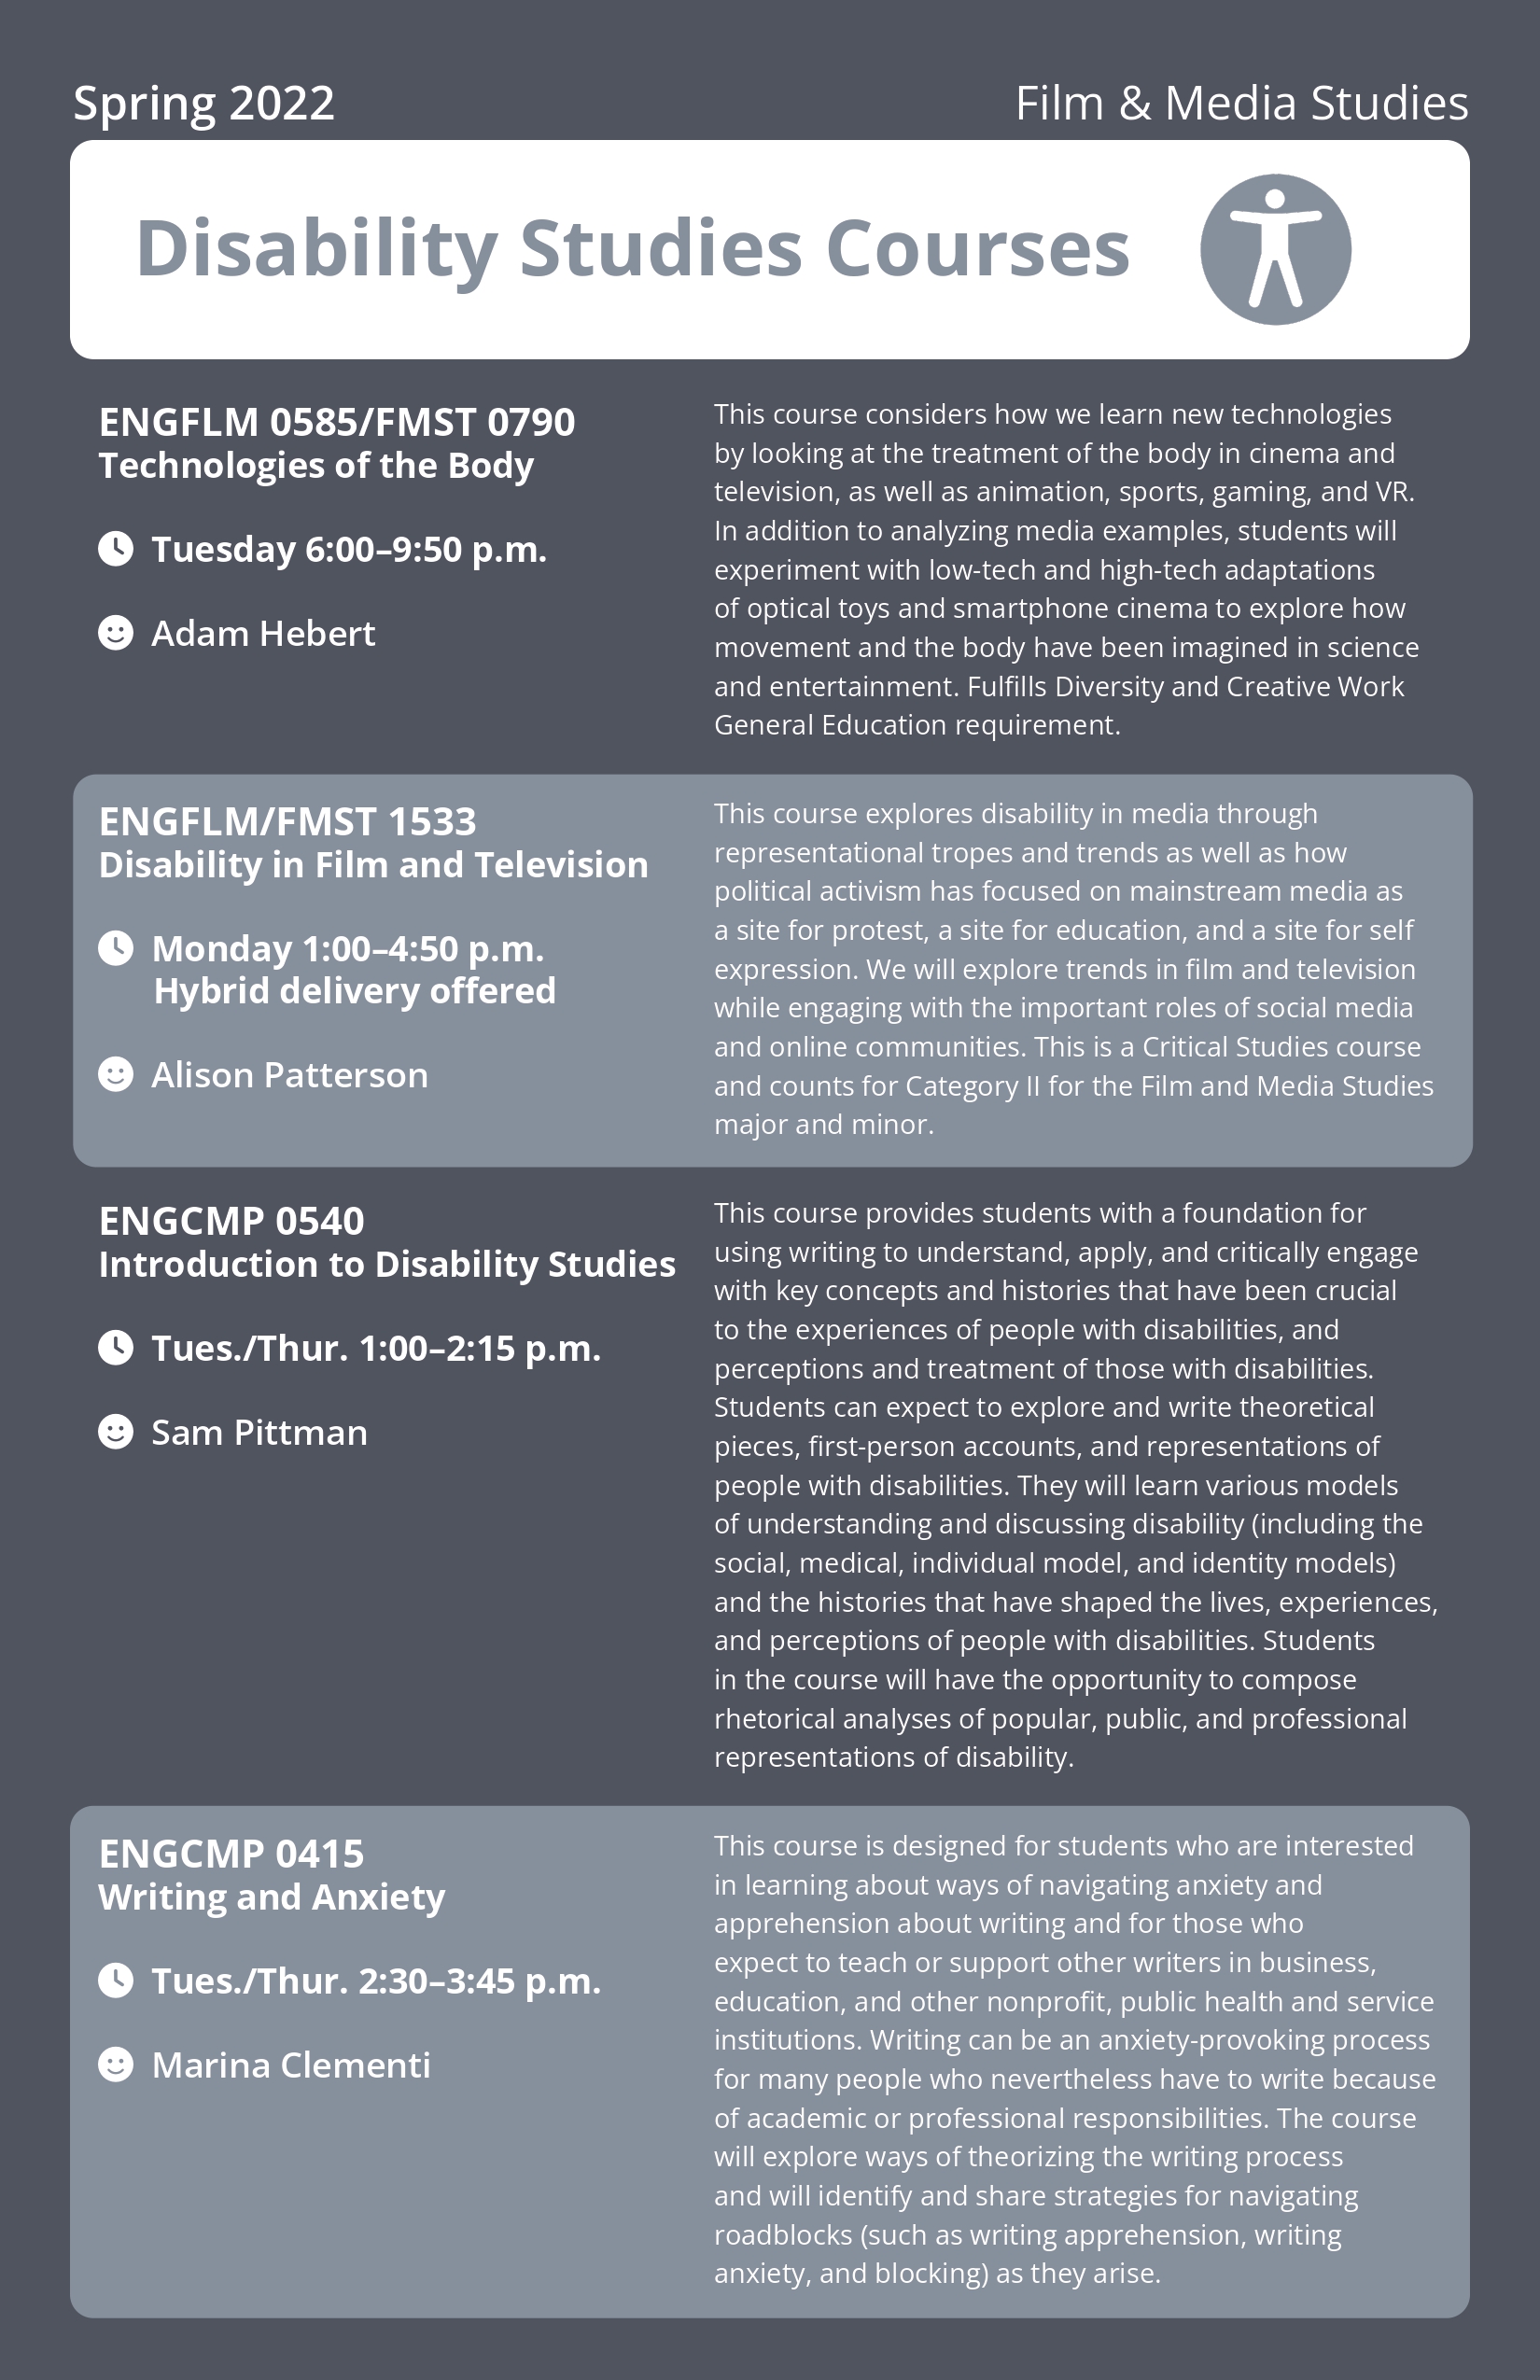 Spring 2022
Film & Media Studies
Disability Studies Courses
ENGFLM 0585/FMST 0790
Technologies of the Body
Tuesday 6:00–9:50 p.m.
Adam Hebert
This course considers how we learn new technologies
by looking at the treatment of the body in cinema and
television, as well as animation, sports, gaming, and VR.
In addition to analyzing media examples, students will
experiment with low-tech and high-tech adaptations
of optical toys and smartphone cinema to explore how
movement and the body have been imagined in science
and entertainment. Fulfills Diversity and Creative Work
General Education requirement.
ENGFLM/FMST 1533
Disability in Film and Television
Monday 1:00–4:50 p.m.
Hybrid delivery offered
Alison Patterson
This course explores disability in media through
representational tropes and trends as well as how
political activism has focused on mainstream media as
a site for protest, a site for education, and a site for self
expression. We will explore trends in film and television
while engaging with the important roles of social media
and online communities. This is a Critical Studies course
and counts for Category II for the Film and Media Studies
major and minor.
ENGCMP 0540
Introduction to Disability Studies
Tues./Thur. 1:00–2:15 p.m.
Sam Pittman
This course provides students with a foundation for
using writing to understand, apply, and critically engage
with key concepts and histories that have been crucial
to the experiences of people with disabilities, and
perceptions and treatment of those with disabilities.
Students can expect to explore and write theoretical
pieces, first-person accounts, and representations of
people with disabilities. They will learn various models
of understanding and discussing disability (including the
social, medical, individual model, and identity models)
and the histories that have shaped the lives, experiences,
and perceptions of people with disabilities. Students
in the course will have the opportunity to compose
rhetorical analyses of popular, public, and professional
representations of disability.
ENGCMP 0415
Writing and Anxiety
Tues./Thur. 2:30–3:45 p.m.
Marina Clementi
This course is designed for students who are interested
in learning about ways of navigating anxiety and
apprehension about writing and for those who
expect to teach or support other writers in business,
education, and other nonprofit, public health and service
institutions. Writing can be an anxiety-provoking process
for many people who nevertheless have to write because
of academic or professional responsibilities. The course
will explore ways of theorizing the writing process
and will identify and share strategies for navigating
roadblocks (such as writing apprehension, writing
anxiety, and blocking) as they arise.